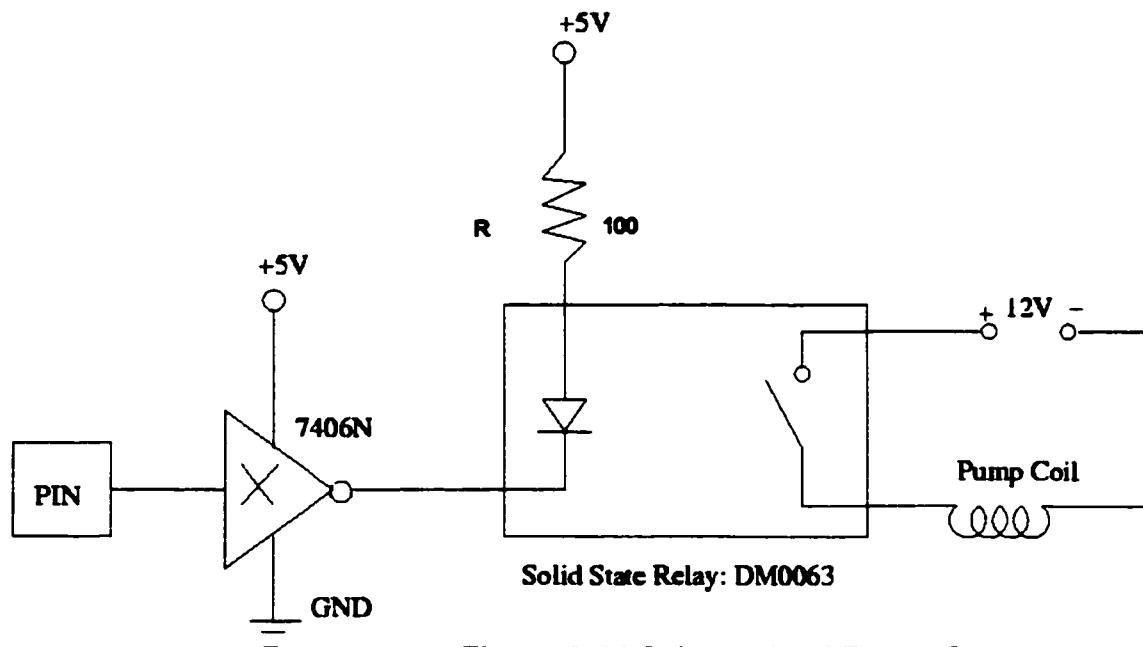 +5V
R 100
+5V
7406N
+ 12V -
PIN
Pump Coil
Solid State Relay: DM0063
GND